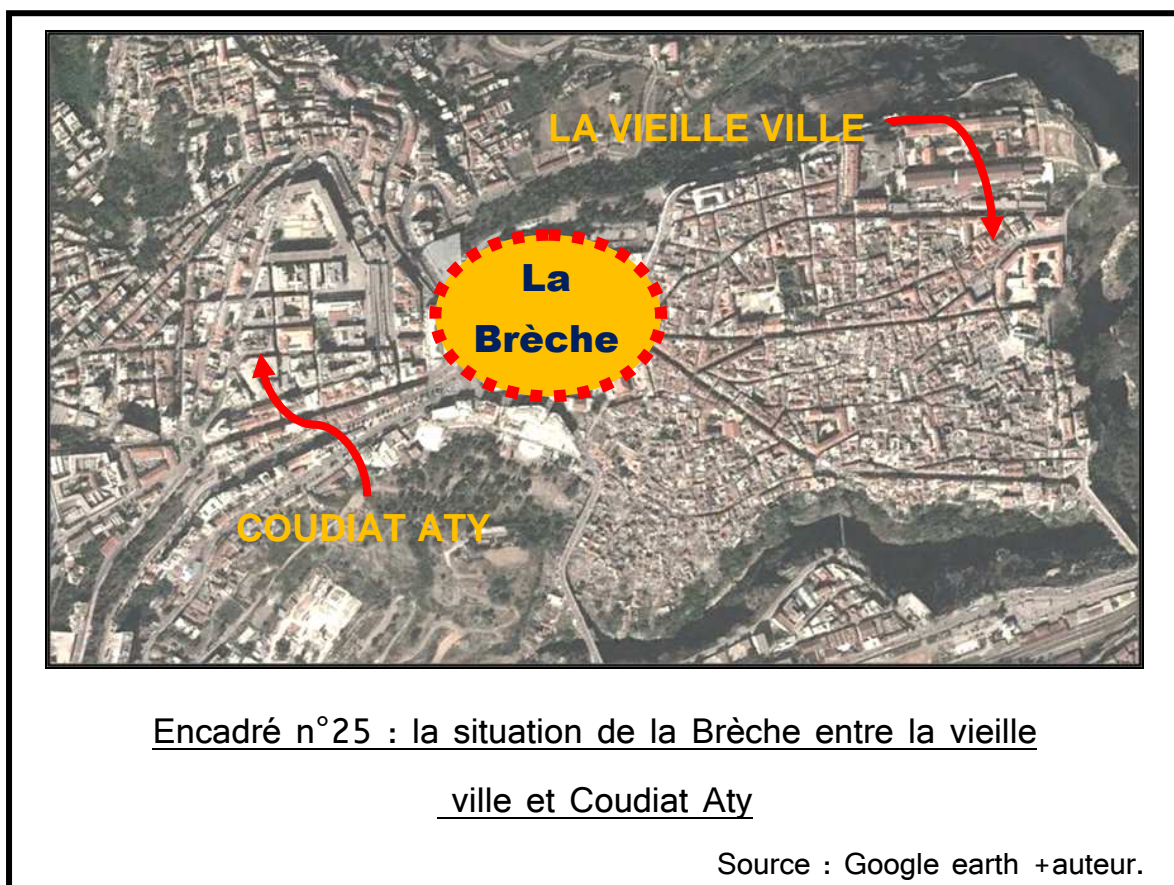 LA VIEILLE VILLE
La
Brèche
COUDIAT ATY
Encadré n°25 : la situation de la Brèche entre la vieille
ville et Coudiat Aty
Source : Google earth +auteur.